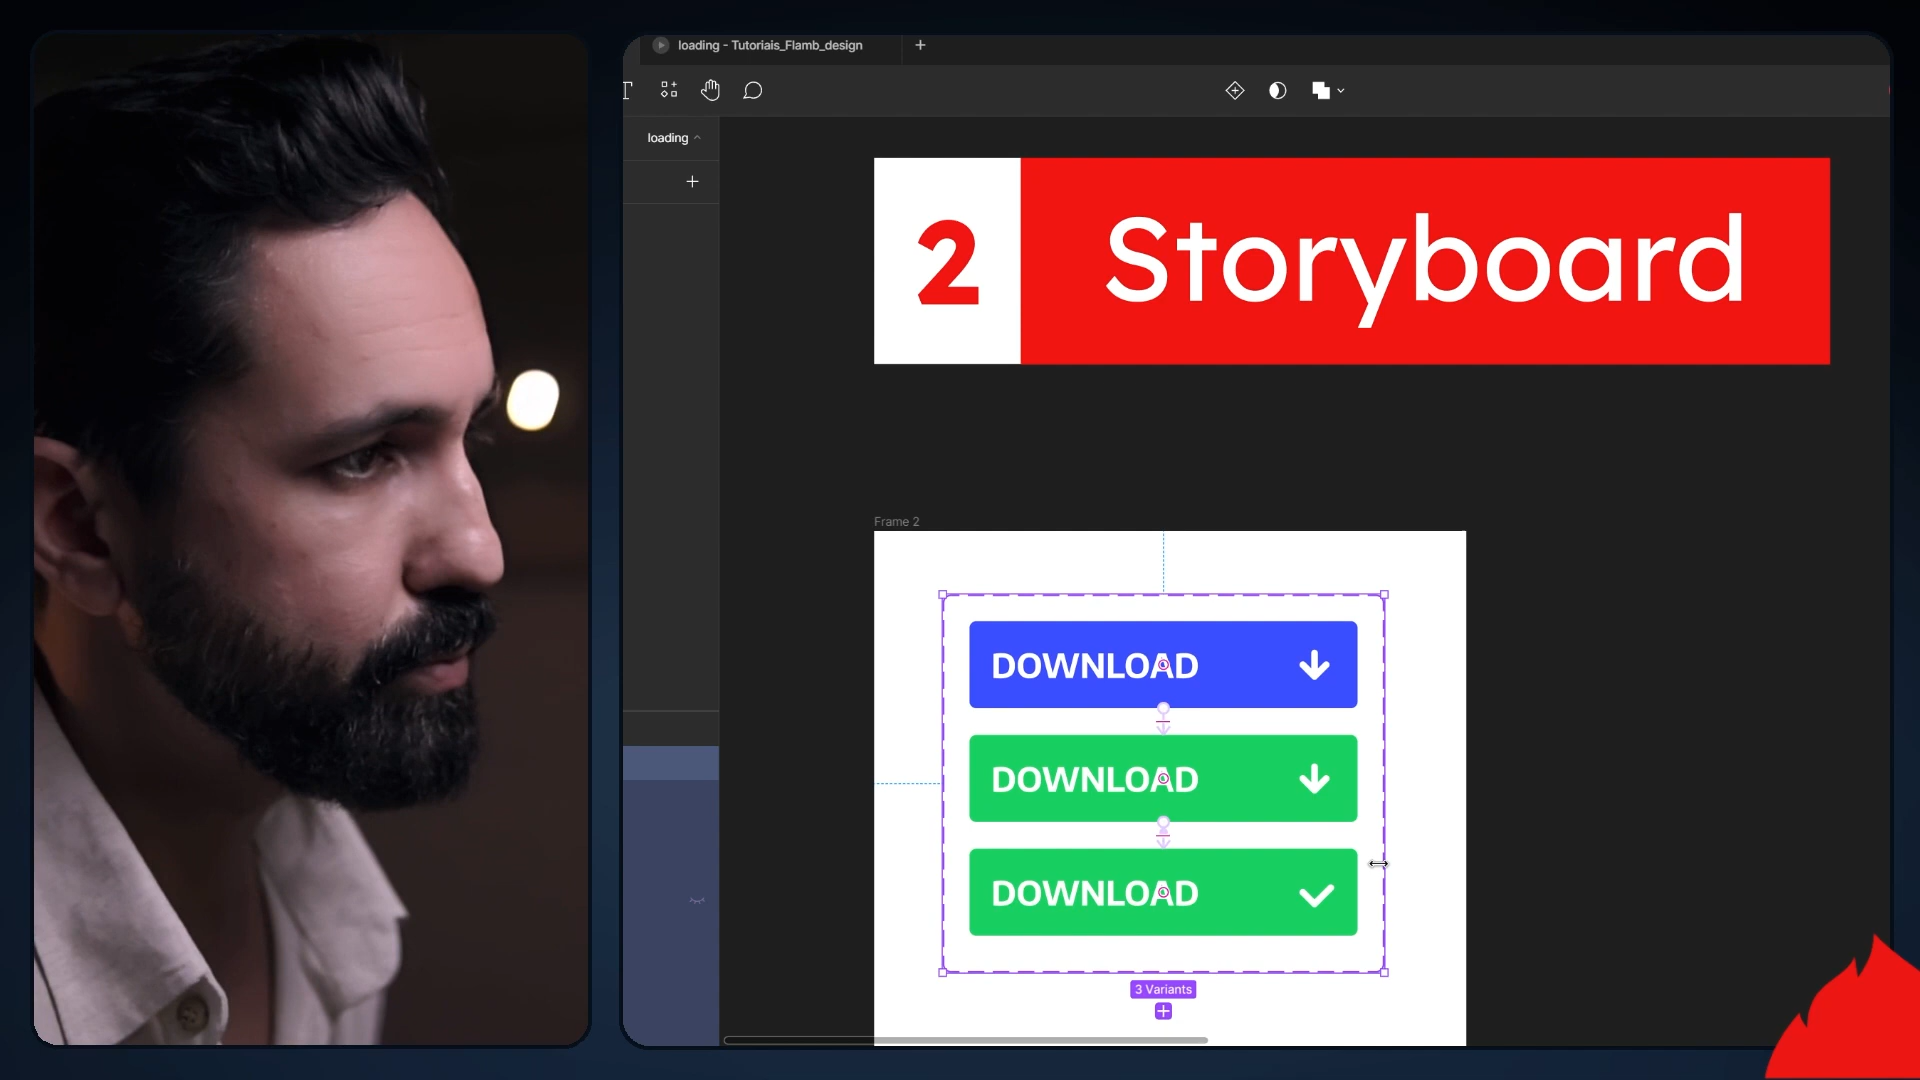 loading - Tutoriais_Flamb_design
loading
2
Storyboard
Frame 2
DOWNLOAD
DOWNLOAD
DOWNLOAD
3 Variants